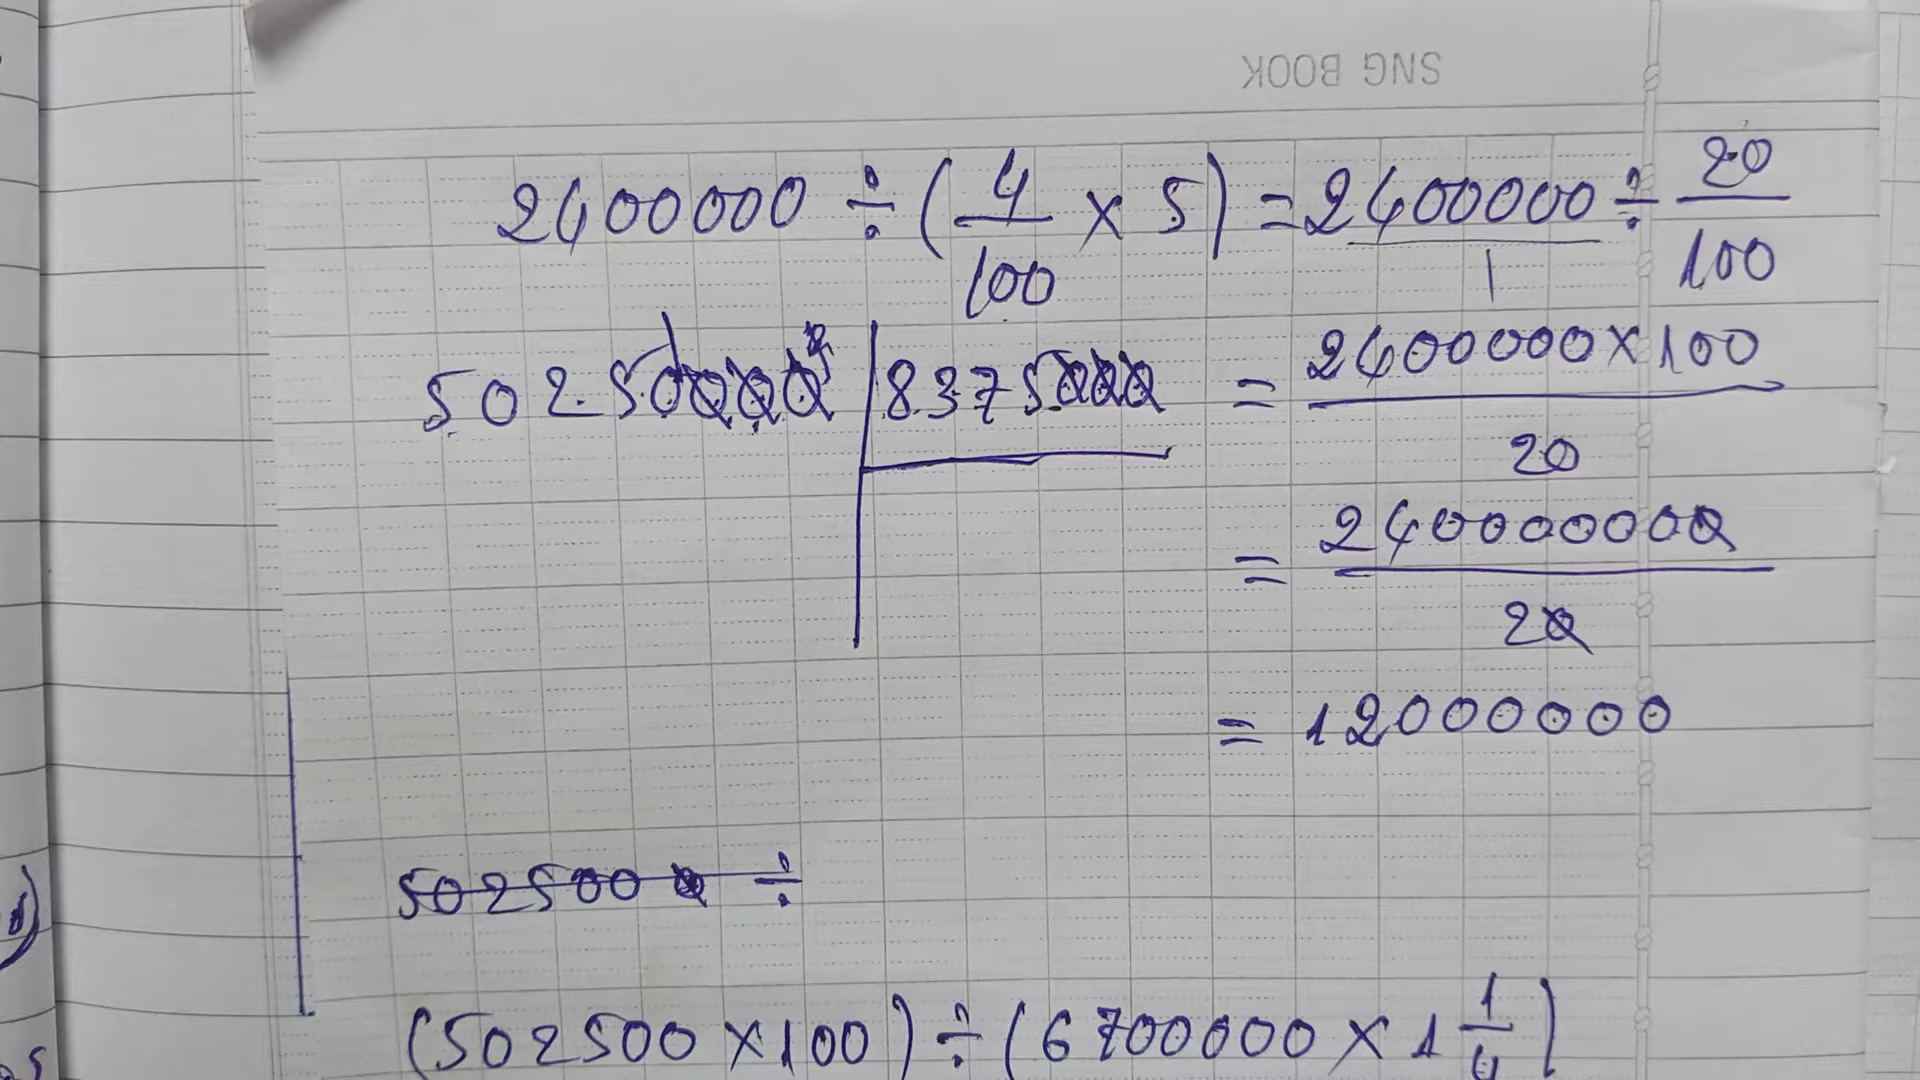 SNG BOOK
2400000 ÷ ( 4/100 × 5 ) = 2400000/1 ÷ 20/100
50250000 | 8375000
= 2400000 × 100 / 20
= 240000000 / 20
= 12000000
502500 ÷
(502500 × 100) ÷ (6700000 × 1 1/4)